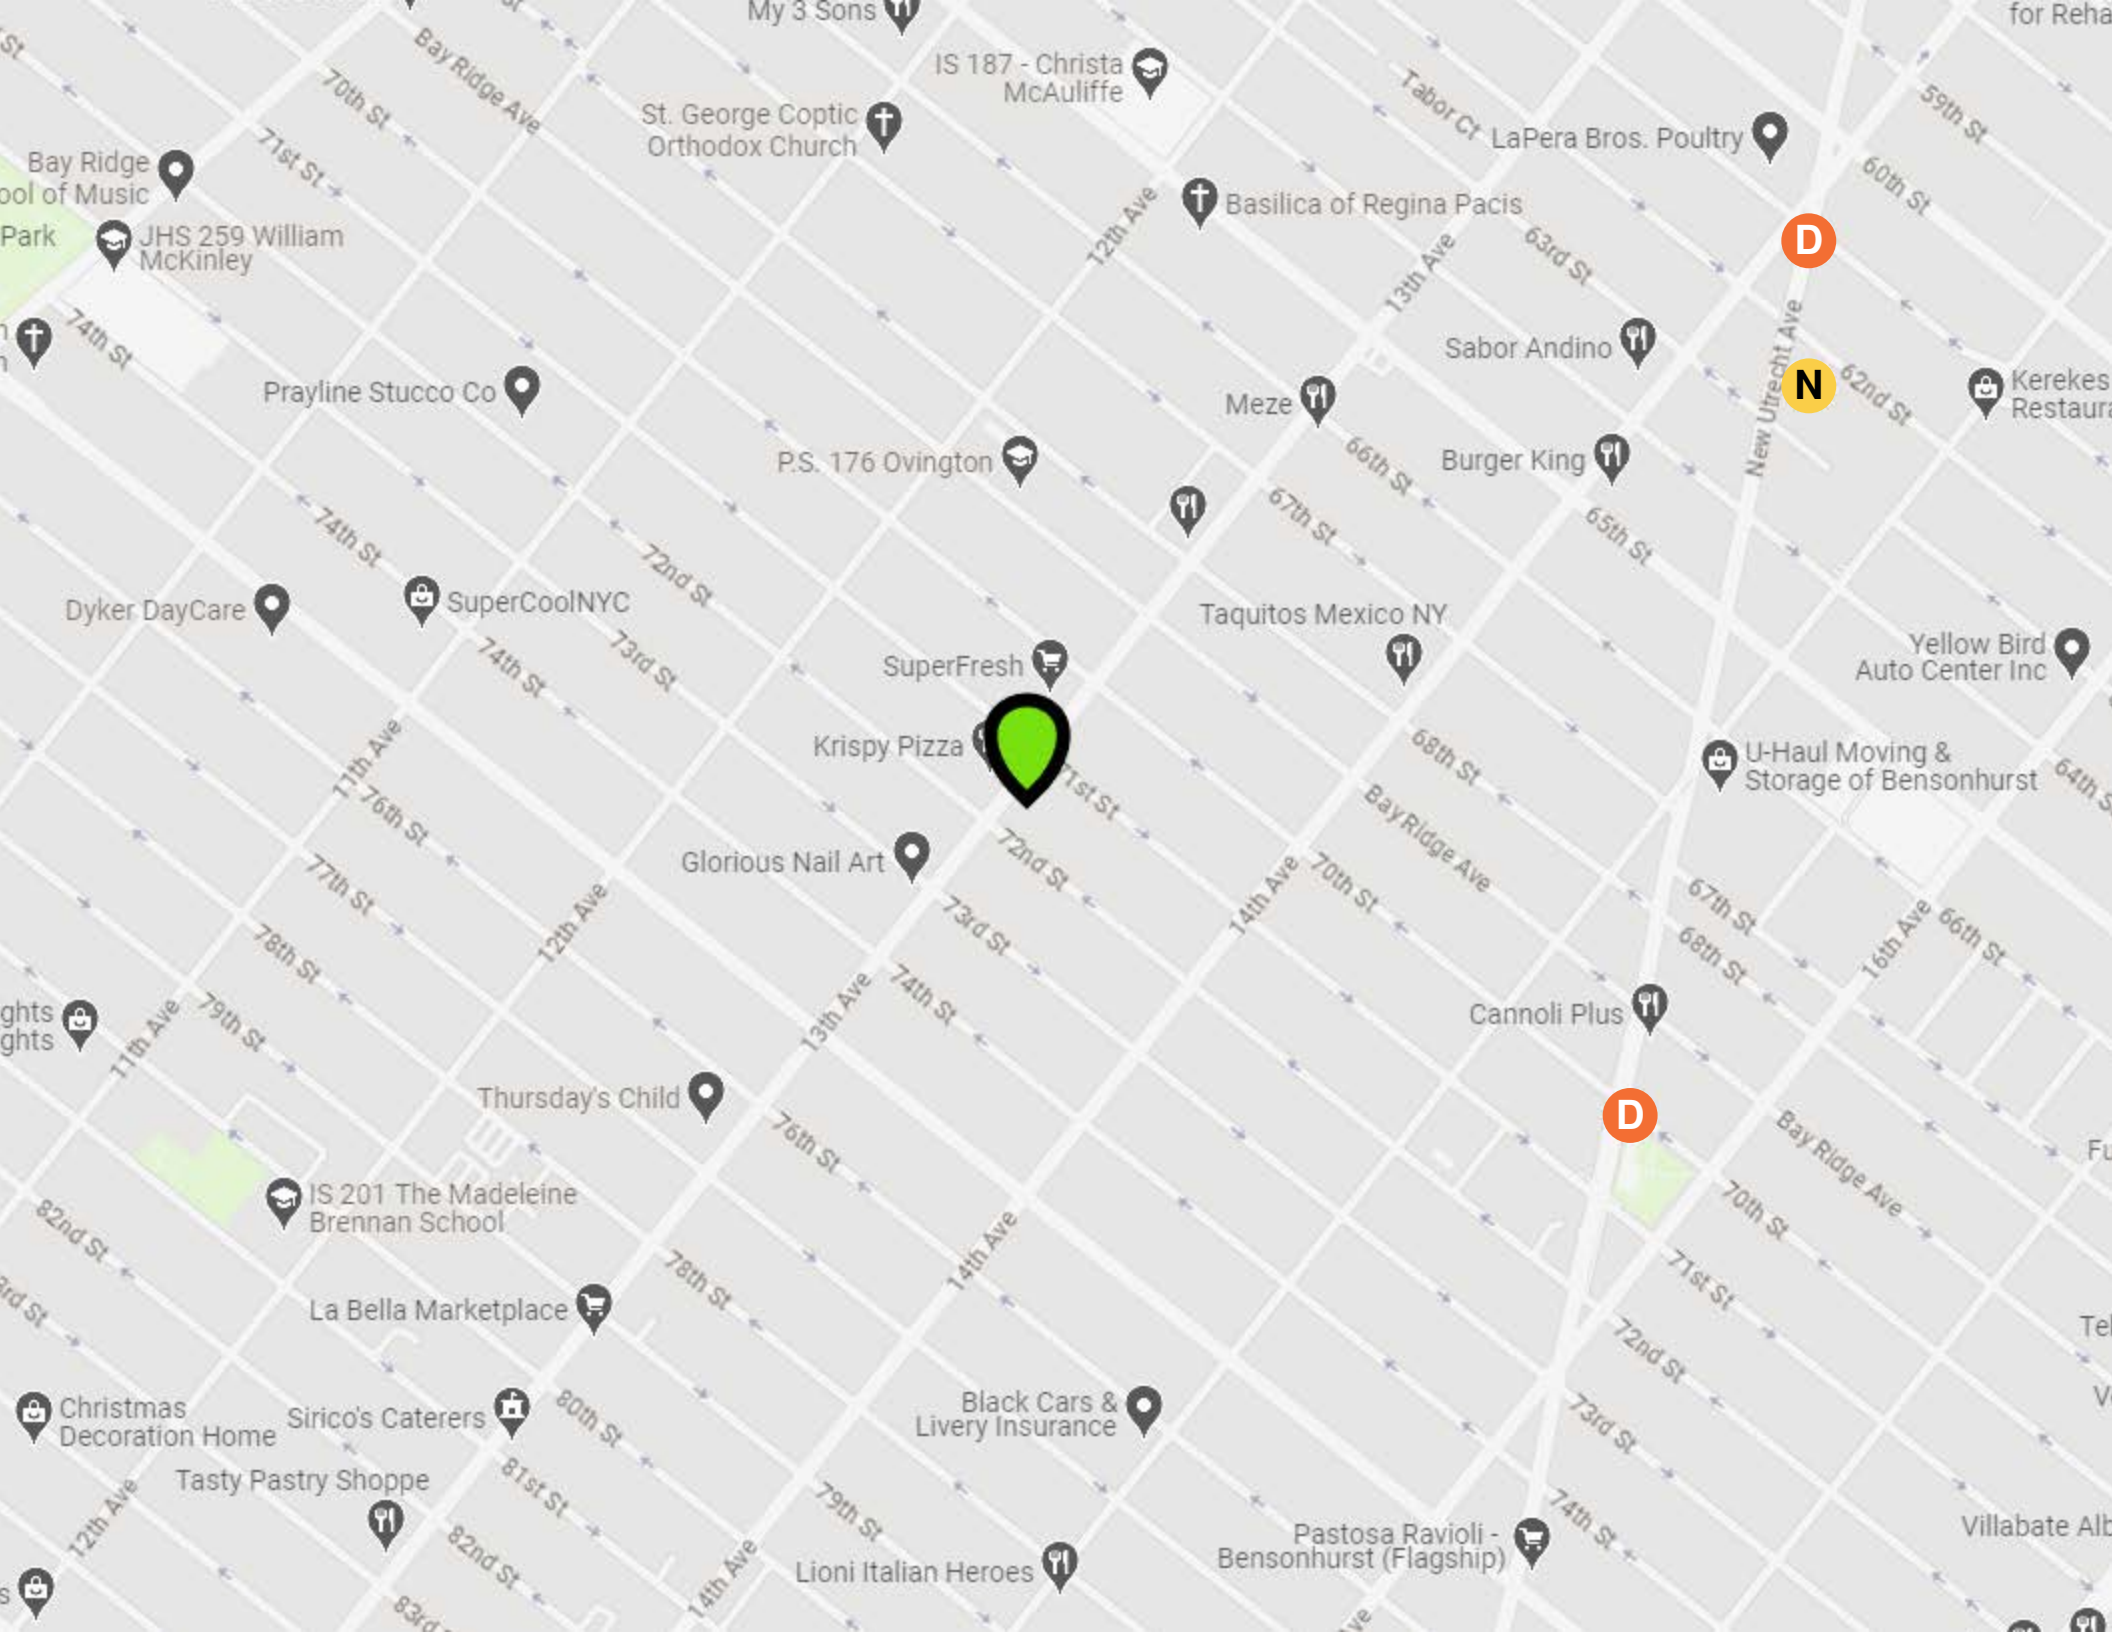 My 3 Sons
for Reha
St
St
Bay Ridge Ave
70th St
71st St
IS 187 - Christa
McAuliffe
St. George Coptic
Orthodox Church
Tabor Ct
LaPera Bros. Poultry
59th St
60th St
Bay Ridge
ool of Music
Park
JHS 259 William
McKinley
12th Ave
Basilica of Regina Pacis
13th Ave
63rd St
D
74th St
Sabor Andino
New Utrecht Ave
N
62nd St
Kerekes
Restaura
Prayline Stucco Co
Meze
P.S. 176 Ovington
66th St
Burger King
67th St
65th St
74th St
72nd St
Dyker DayCare
SuperCoolNYC
Taquitos Mexico NY
74th St
73rd St
SuperFresh
Yellow Bird
Auto Center Inc
Krispy Pizza
71st St
68th St
U-Haul Moving &
Storage of Bensonhurst
64th S
11th Ave
76th St
Bay Ridge Ave
Glorious Nail Art
72nd St
77th St
12th Ave
14th Ave
70th St
67th St
66th St
78th St
73rd St
68th St
16th Ave
74th St
13th Ave
ghts
ghts
79th St
11th Ave
Cannoli Plus
Thursday's Child
D
76th St
Bay Ridge Ave
Fu
IS 201 The Madeleine
Brennan School
82nd St
70th St
14th Ave
78th St
71st St
rd St
La Bella Marketplace
Tel
72nd St
Christmas
Decoration Home
Sirico's Caterers
80th St
Black Cars &
Livery Insurance
73rd St
Tasty Pastry Shoppe
81st St
12th Ave
79th St
74th St
82nd St
Pastosa Ravioli -
Bensonhurst (Flagship)
Villabate Alb
14th Ave
Lioni Italian Heroes
s
83rd
ve